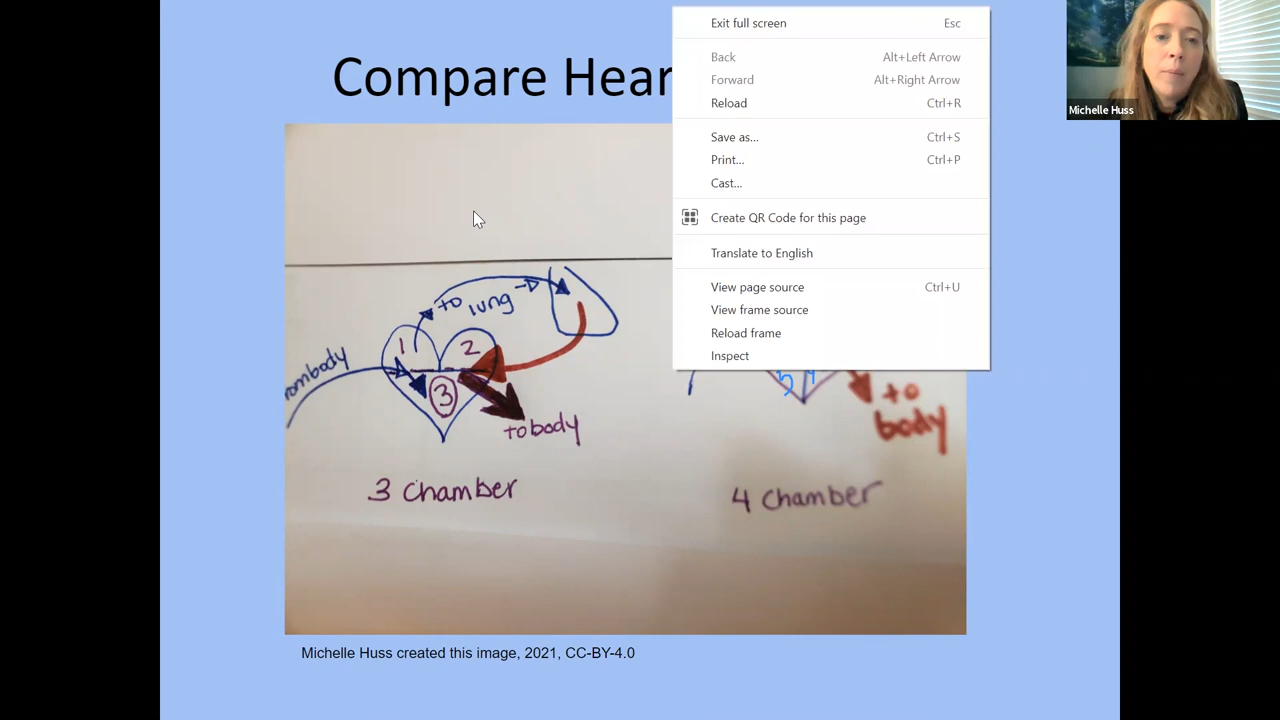 Compare Hear
Exit full screen Esc
Back Alt+Left Arrow
Forward Alt+Right Arrow
Reload Ctrl+R
Save as... Ctrl+S
Print... Ctrl+P
Cast...
Create QR Code for this page
Translate to English
View page source Ctrl+U
View frame source
Reload frame
Inspect
Michelle Huss
to lung
1 2
rombody
3
to body
to
body
3 chamber
4 chamber
Michelle Huss created this image, 2021, CC-BY-4.0